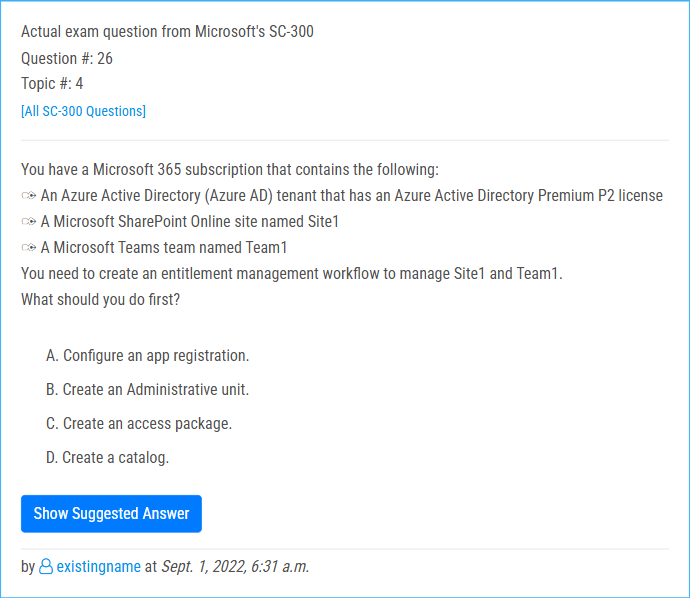 Actual exam question from Microsoft's SC-300
Question #: 26
Topic #: 4
[All SC-300 Questions]
You have a Microsoft 365 subscription that contains the following:
An Azure Active Directory (Azure AD) tenant that has an Azure Active Directory Premium P2 license
A Microsoft SharePoint Online site named Site1
A Microsoft Teams team named Team1
You need to create an entitlement management workflow to manage Site1 and Team1.
What should you do first?
A. Configure an app registration.
B. Create an Administrative unit.
C. Create an access package.
D. Create a catalog.
Show Suggested Answer
by existingname at Sept. 1, 2022, 6:31 a.m.